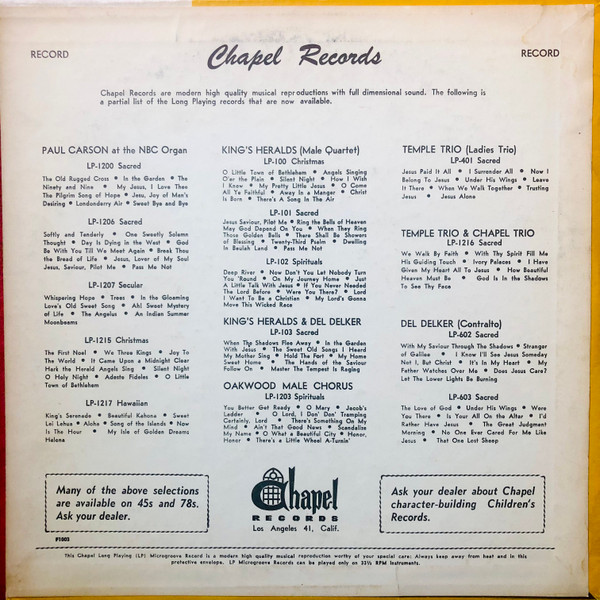 RECORD
Chapel Records
RECORD
Chapel Records are modern high quality musical reproductions with full dimensional sound. The following is
a partial list of the Long Playing records that are now available.
PAUL CARSON at the NBC Organ
LP-1200 Sacred
The Old Rugged Cross • In the Garden • The
Ninety and Nine • My Jesus, I Love Thee
The Pilgrim Song of Hope • Jesu, Joy of Man's
Desiring • Londonderry Air • Sweet Bye and Bye
LP-1206 Sacred
Softly and Tenderly • One Sweetly Solemn
Thought • Day Is Dying in the West • God
Be With You Till We Meet Again • Break Thou
the Bread of Life • Jesus, Lover of My Soul
Jesus, Saviour, Pilot Me • Pass Me Not
LP-1207 Secular
Whispering Hope • Trees • In the Gloaming
Love's Old Sweet Song • Ah! Sweet Mystery
of Life • The Angelus • An Indian Summer
Moonbeams
LP-1215 Christmas
The First Noel • We Three Kings • Joy To
The World • It Came Upon a Midnight Clear
Hark the Herald Angels Sing • Silent Night
O Holy Night • Adeste Fideles • O Little
Town of Bethlehem
LP-1217 Hawaiian
King's Serenade • Beautiful Kahana • Sweet
Lei Lehua • Aloha • Song of the Islands • Now
Is The Hour • My Isle of Golden Dreams
Halona
KING'S HERALDS (Male Quartet)
LP-100 Christmas
O Little Town of Bethlehem • Angels Singing
O'er the Plain • Silent Night • How I Wish
I Knew • My Pretty Little Jesus • O Come
All Ye Faithful • Away In a Manger • Christ
Is Born • There's A Song In The Air
LP-101 Sacred
Jesus Saviour, Pilot Me • Ring the Bells of Heaven
May God Depend On You • When They Ring
Those Golden Bells • There Shall Be Showers
of Blessing • Twenty-Third Psalm • Dwelling
In Beulah Land • Pass Me Not
LP-102 Spirituals
Deep River • Now Don't You Let Nobody Turn
You 'Round • On My Journey Home • Just
A Little Talk With Jesus • If You Never Needed
The Lord Before • Were You There? • Lord
I Want To Be a Christian • My Lord's Gonna
Move This Wicked Race
KING'S HERALDS & DEL DELKER
LP-103 Sacred
When The Shadows Flee Away • In the Garden
With Jesus • The Sweet Old Songs I Heard
My Mother Sing • Hold The Fort • My Home
Sweet Home • The Hands of the Saviour
Follow On • Master The Tempest Is Raging
OAKWOOD MALE CHORUS
LP-1203 Spirituals
You Better Get Ready • O Mary • Jacob's
Ladder • O Lord, I Don' Don' Tramping
Certainly, Lord • There's Something On My
Mind • Ain't That Good News • Scandalize
My Name • O What a Beautiful City • Honor,
Honor • There's a Little Wheel A-Turnin'
TEMPLE TRIO (Ladies Trio)
LP-401 Sacred
Jesus Paid It All • I Surrender All • Now I
Belong To Jesus • Under His Wings • Leave
It There • When We Walk Together • Trusting
Jesus • Jesus Alone
TEMPLE TRIO & CHAPEL TRIO
LP-1216 Sacred
We Walk By Faith • With Thy Spirit Fill Me
His Guiding Touch • Ivory Palaces • I Have
Given My Heart All To Jesus • How Beautiful
Heaven Must Be • God Is In the Shadows
To See Thy Face
DEL DELKER (Contralto)
LP-602 Sacred
With My Saviour Through The Shadows • Stranger
of Galilee • I Know I'll See Jesus Someday
Not I, But Christ • It's In My Heart • My
Father Watches Over Me • Does Jesus Care?
Let The Lower Lights Be Burning
LP-603 Sacred
The Love of God • Under His Wings • Were
You There • Is Your All On the Altar • I'd
Rather Have Jesus • The Great Judgment
Morning • No One Ever Cared For Me Like
Jesus • That One Lost Sheep
Many of the above selections
are available on 45s and 78s.
Ask your dealer.
Chapel
RECORDS
Los Angeles 41, Calif.
Ask your dealer about Chapel
character-building Children's
Records.
F1002
This Chapel Long Playing (LP) Microgroove Record is a modern high quality musical reproduction worthy of your special care: Always keep away from heat and in this
protective envelope. LP Microgroove Records can be played only on 33⅓ RPM Instruments.